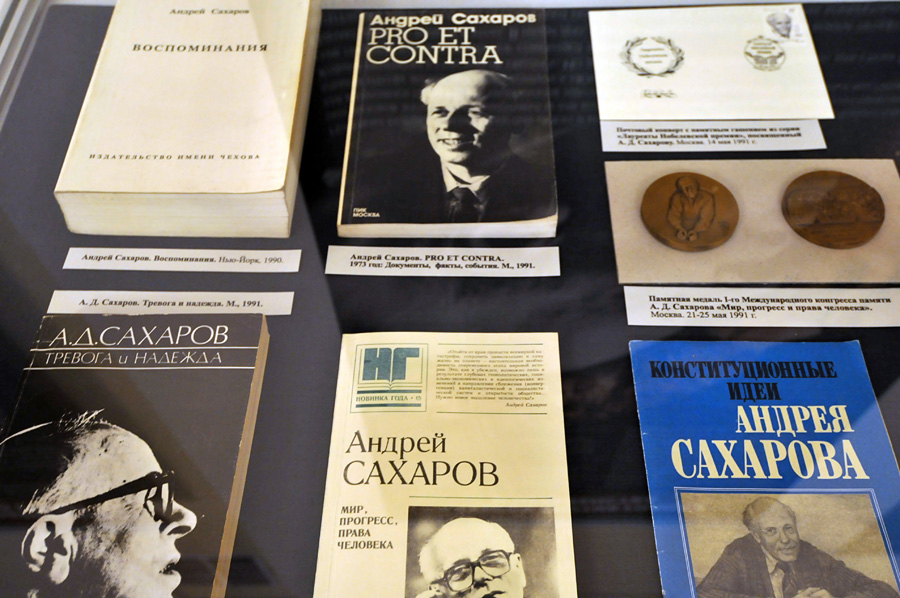 Андрей Сахаров
ВОСПОМИНАНИЯ
ИЗДАТЕЛЬСТВО ИМЕНИ ЧЕХОВА
Андрей Сахаров. Воспоминания. Нью-Йорк, 1990.
Андрей Сахаров
PRO ET
CONTRA
ПИК
МОСКВА
Андрей Сахаров. PRO ET CONTRA.
1973 год: Документы, факты, события. М., 1991.
Почтовый конверт с памятным гашением из серии
«Лауреаты Нобелевской премии», посвященный
А. Д. Сахарову. Москва. 14 мая 1991 г.
Памятная медаль I-го Международного конгресса памяти
А. Д. Сахарова «Мир, прогресс и права человека».
Москва. 21-25 мая 1991 г.
А. Д. Сахаров. Тревога и надежда. М., 1991.
А.Д.САХАРОВ
ТРЕВОГА и НАДЕЖДА
НГ
НОВИНКА ГОДА
Андрей Сахаров
Андрей
САХАРОВ
МИР,
ПРОГРЕСС,
ПРАВА
ЧЕЛОВЕКА
КОНСТИТУЦИОННЫЕ
ИДЕИ
АНДРЕЯ
САХАРОВА